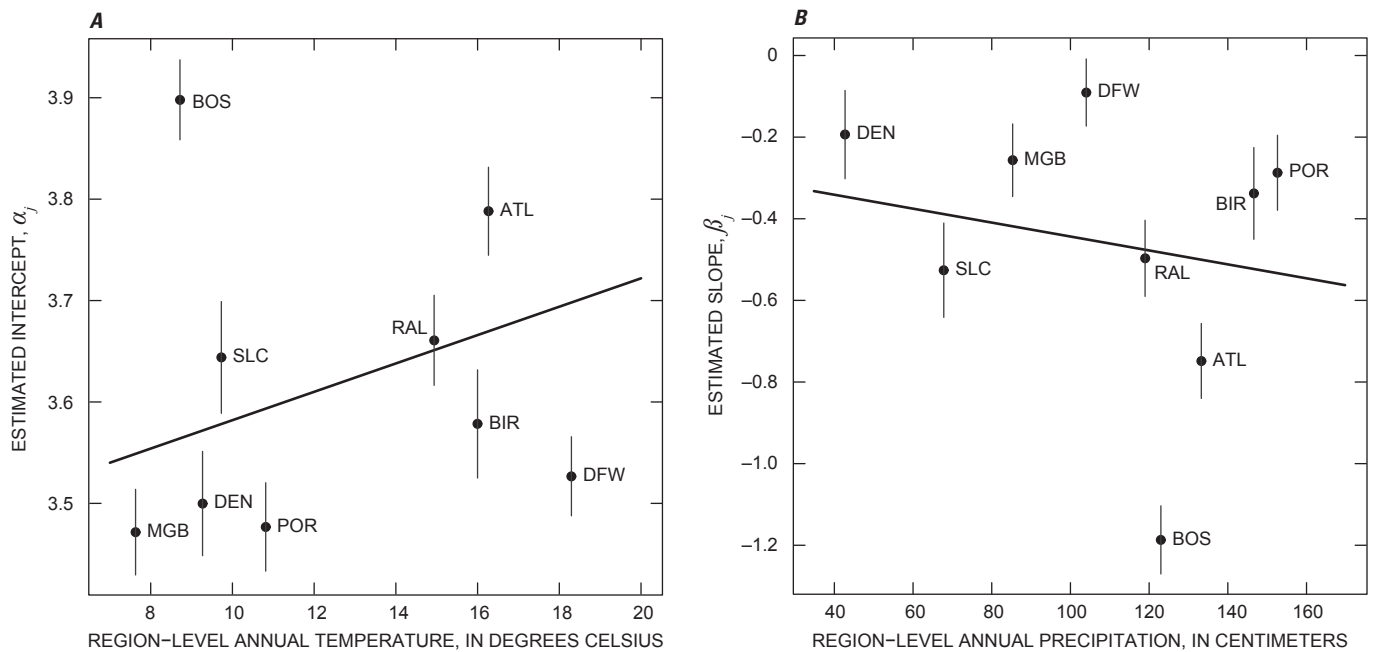 A
ESTIMATED INTERCEPT, αj
3.9
3.8
3.7
3.6
3.5
BOS
ATL
RAL
SLC
BIR
DFW
DEN
MGB
POR
8
10
12
14
16
18
20
REGION–LEVEL ANNUAL TEMPERATURE, IN DEGREES CELSIUS
B
ESTIMATED SLOPE, βj
0
–0.2
–0.4
–0.6
–0.8
–1.0
–1.2
DFW
DEN
MGB
POR
BIR
SLC
RAL
ATL
BOS
40
60
80
100
120
140
160
REGION–LEVEL ANNUAL PRECIPITATION, IN CENTIMETERS